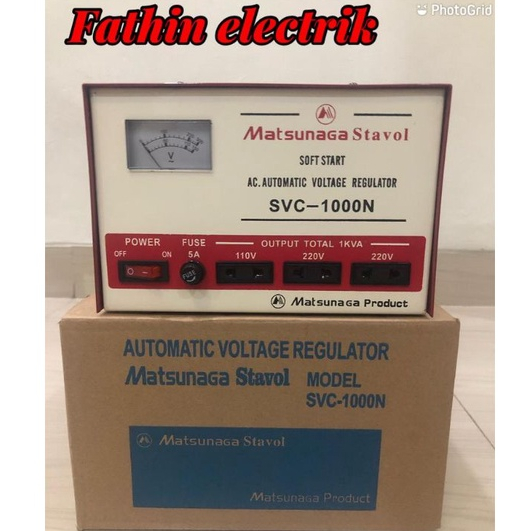 Fathin electrik
PhotoGrid
Matsunaga Stavol
SOFT START
AC. AUTOMATIC VOLTAGE REGULATOR
SVC-1000N
V
POWER
OFF ON
FUSE
5A
FUSE
OUTPUT TOTAL 1KVA
110V 220V 220V
Matsunaga Product
AUTOMATIC VOLTAGE REGULATOR
Matsunaga Stavol MODEL
SVC-1000N
Matsunaga Stavol
Matsunaga Product